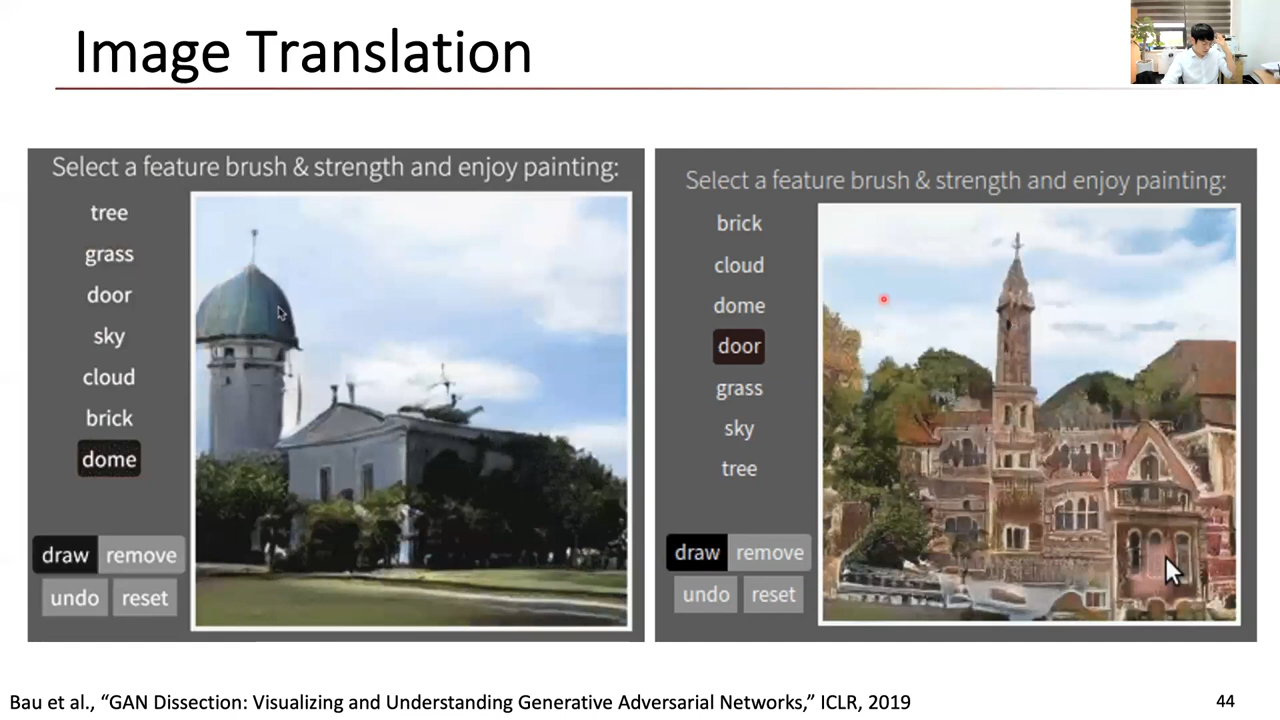 Image Translation
Select a feature brush & strength and enjoy painting:
tree
grass
door
sky
cloud
brick
dome
draw remove
undo reset
Select a feature brush & strength and enjoy painting:
brick
cloud
dome
door
grass
sky
tree
draw remove
undo reset
Bau et al., “GAN Dissection: Visualizing and Understanding Generative Adversarial Networks,” ICLR, 2019
44